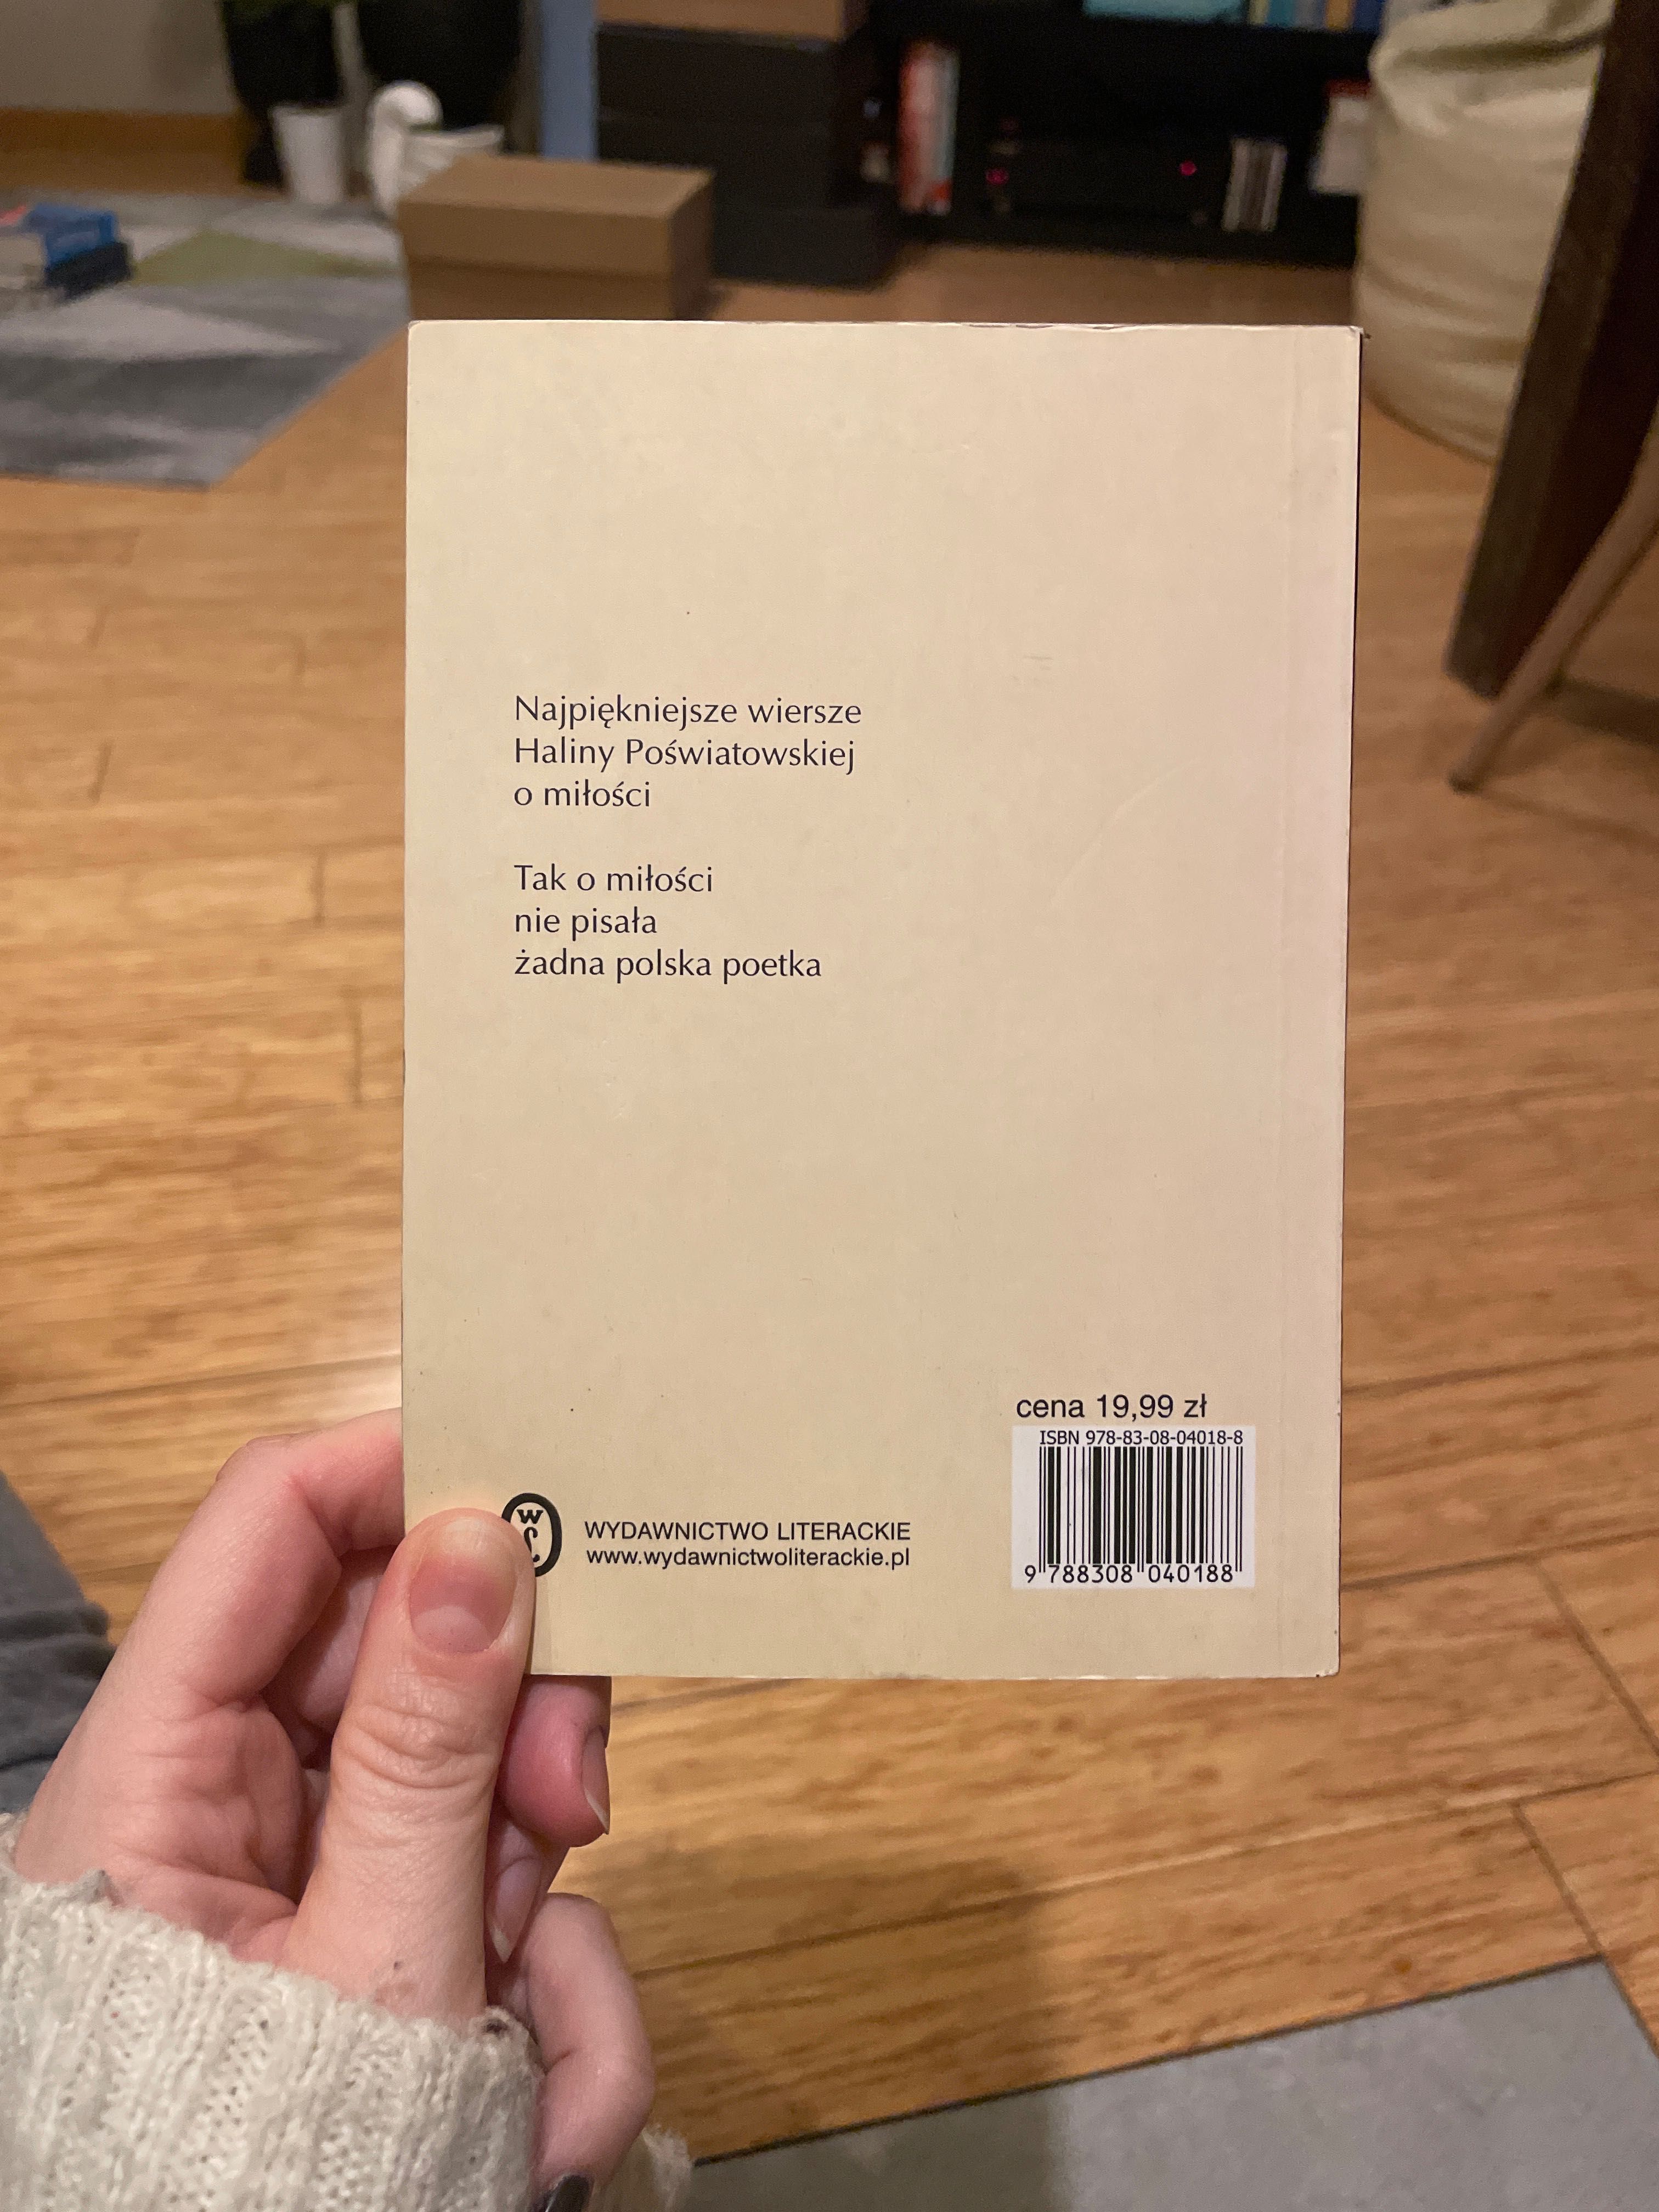 Najpiękniejsze wiersze
Haliny Poświatowskiej
o miłości
Tak o miłości
nie pisała
żadna polska poetka
cena 19,99 zł
ISBN 978-83-08-04018-8
9 788308 040188
WYDAWNICTWO LITERACKIE
www.wydawnictwoliterackie.pl